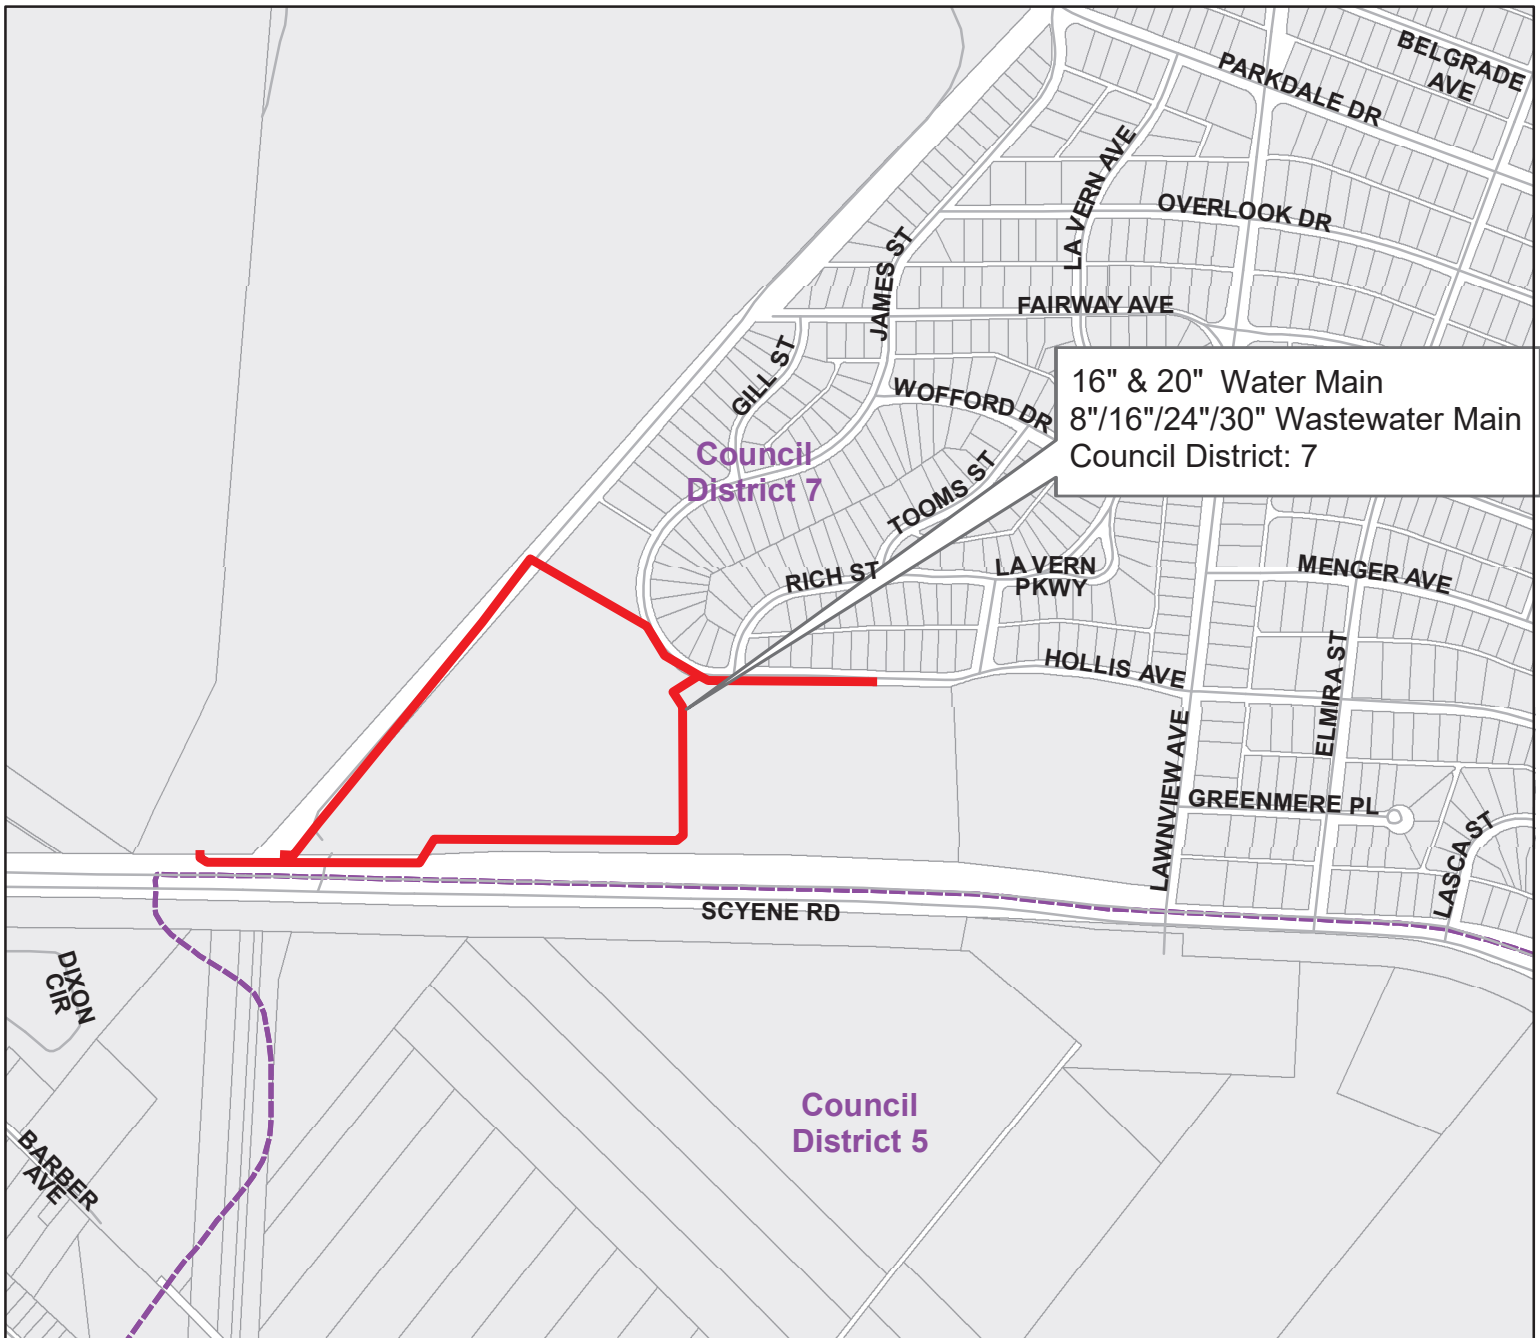 BELGRADE
AVE
PARKDALE DR
LA VERN AVE
OVERLOOK DR
JAMES ST
FAIRWAY AVE
GILL ST
WOFFORD DR
16" & 20" Water Main
8"/16"/24"/30" Wastewater Main
Council District: 7
Council
District 7
TOOMS ST
RICH ST
LA VERN
PKWY
MENGER AVE
HOLLIS AVE
ELMIRA ST
LAWNVIEW AVE
GREENMERE PL
LASCA ST
SCYENE RD
DIXON
CIR
Council
District 5
BARBER
AVE